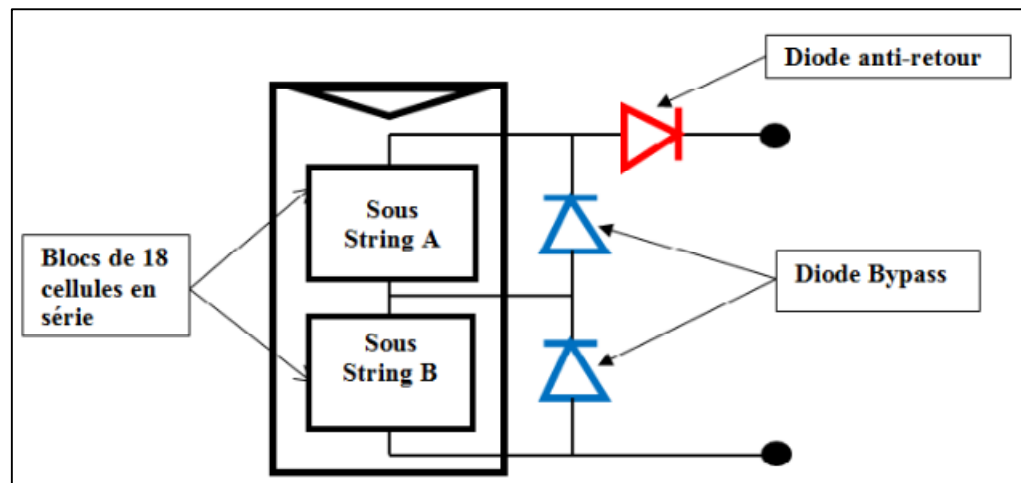 Diode anti-retour
Sous
String A
Blocs de 18
cellules en
série
Diode Bypass
Sous
String B